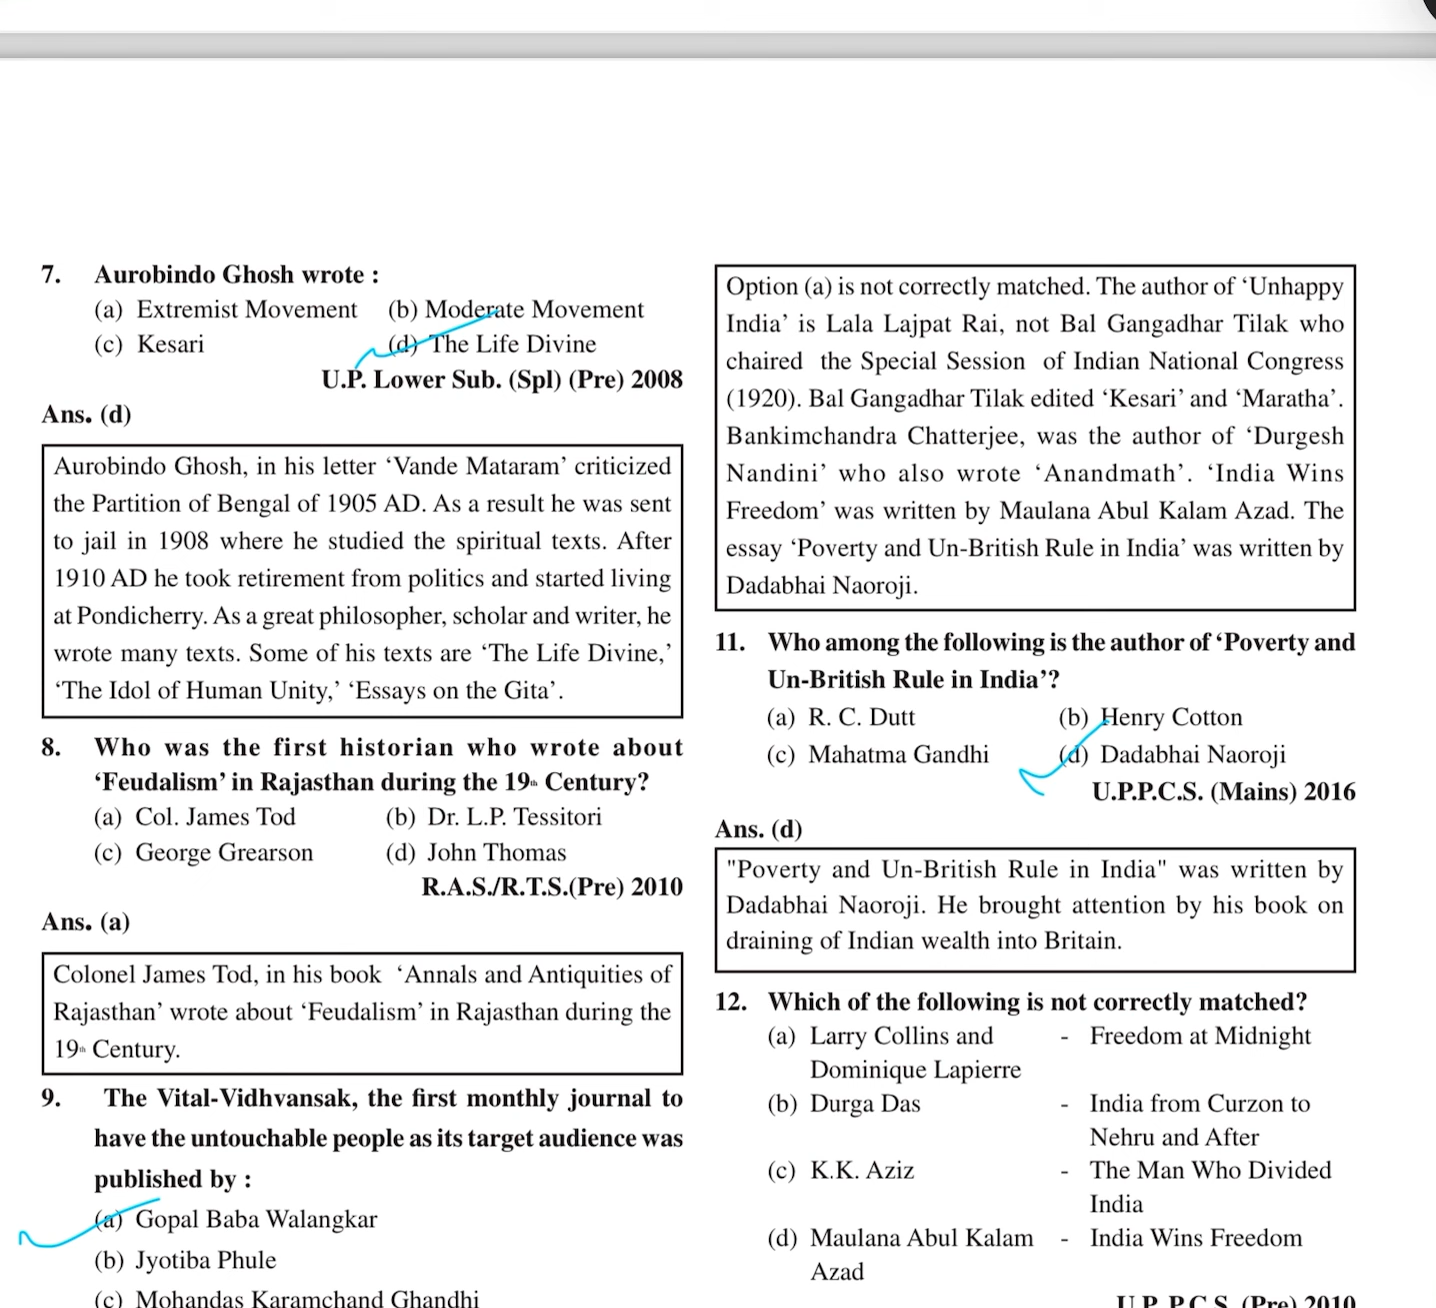 7. Aurobindo Ghosh wrote :
(a) Extremist Movement (b) Moderate Movement
(c) Kesari (d) The Life Divine
U.P. Lower Sub. (Spl) (Pre) 2008
Ans. (d)
Aurobindo Ghosh, in his letter ‘Vande Mataram’ criticized
the Partition of Bengal of 1905 AD. As a result he was sent
to jail in 1908 where he studied the spiritual texts. After
1910 AD he took retirement from politics and started living
at Pondicherry. As a great philosopher, scholar and writer, he
wrote many texts. Some of his texts are ‘The Life Divine,’
‘The Idol of Human Unity,’ ‘Essays on the Gita’.
8. Who was the first historian who wrote about
‘Feudalism’ in Rajasthan during the 19th Century?
(a) Col. James Tod (b) Dr. L.P. Tessitori
(c) George Grearson (d) John Thomas
R.A.S./R.T.S.(Pre) 2010
Ans. (a)
Colonel James Tod, in his book ‘Annals and Antiquities of
Rajasthan’ wrote about ‘Feudalism’ in Rajasthan during the
19th Century.
9. The Vital-Vidhvansak, the first monthly journal to
have the untouchable people as its target audience was
published by :
(a) Gopal Baba Walangkar
(b) Jyotiba Phule
(c) Mohandas Karamchand Ghandhi
Option (a) is not correctly matched. The author of ‘Unhappy
India’ is Lala Lajpat Rai, not Bal Gangadhar Tilak who
chaired the Special Session of Indian National Congress
(1920). Bal Gangadhar Tilak edited ‘Kesari’ and ‘Maratha’.
Bankimchandra Chatterjee, was the author of ‘Durgesh
Nandini’ who also wrote ‘Anandmath’. ‘India Wins
Freedom’ was written by Maulana Abul Kalam Azad. The
essay ‘Poverty and Un-British Rule in India’ was written by
Dadabhai Naoroji.
11. Who among the following is the author of ‘Poverty and
Un-British Rule in India’?
(a) R. C. Dutt (b) Henry Cotton
(c) Mahatma Gandhi (d) Dadabhai Naoroji
U.P.P.C.S. (Mains) 2016
Ans. (d)
"Poverty and Un-British Rule in India" was written by
Dadabhai Naoroji. He brought attention by his book on
draining of Indian wealth into Britain.
12. Which of the following is not correctly matched?
(a) Larry Collins and - Freedom at Midnight
Dominique Lapierre
(b) Durga Das - India from Curzon to
Nehru and After
(c) K.K. Aziz - The Man Who Divided
India
(d) Maulana Abul Kalam - India Wins Freedom
Azad
U.P.P.C.S. (Pre) 2010